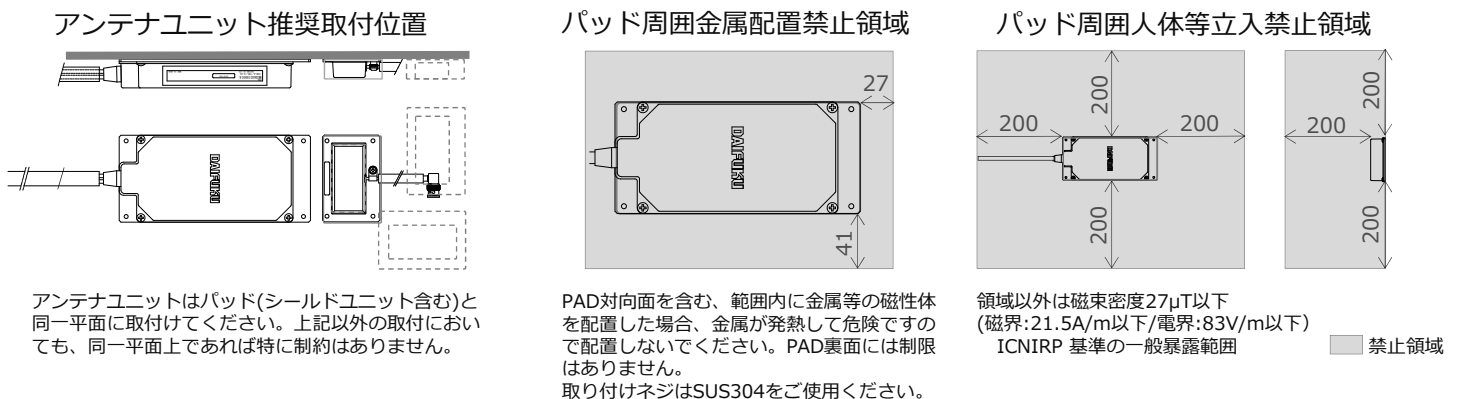 アンテナユニット推奨取付位置
アンテナユニットはパッド(シールドユニット含む)と
同一平面に取付けてください。上記以外の取付におい
ても、同一平面上であれば特に制約はありません。
パッド周囲金属配置禁止領域
27
DAIFUKU
41
PAD対向面を含む、範囲内に金属等の磁性体
を配置した場合、金属が発熱して危険ですの
で配置しないでください。PAD裏面には制限
はありません。
取り付けネジはSUS304をご使用ください。
パッド周囲人体等立入禁止領域
200
200
200
200
DAIFUKU
200
200
200
領域以外は磁束密度27μT以下
(磁界:21.5A/m以下/電界:83V/m以下)
ICNIRP 基準の一般暴露範囲
禁止領域
DAIFUKU